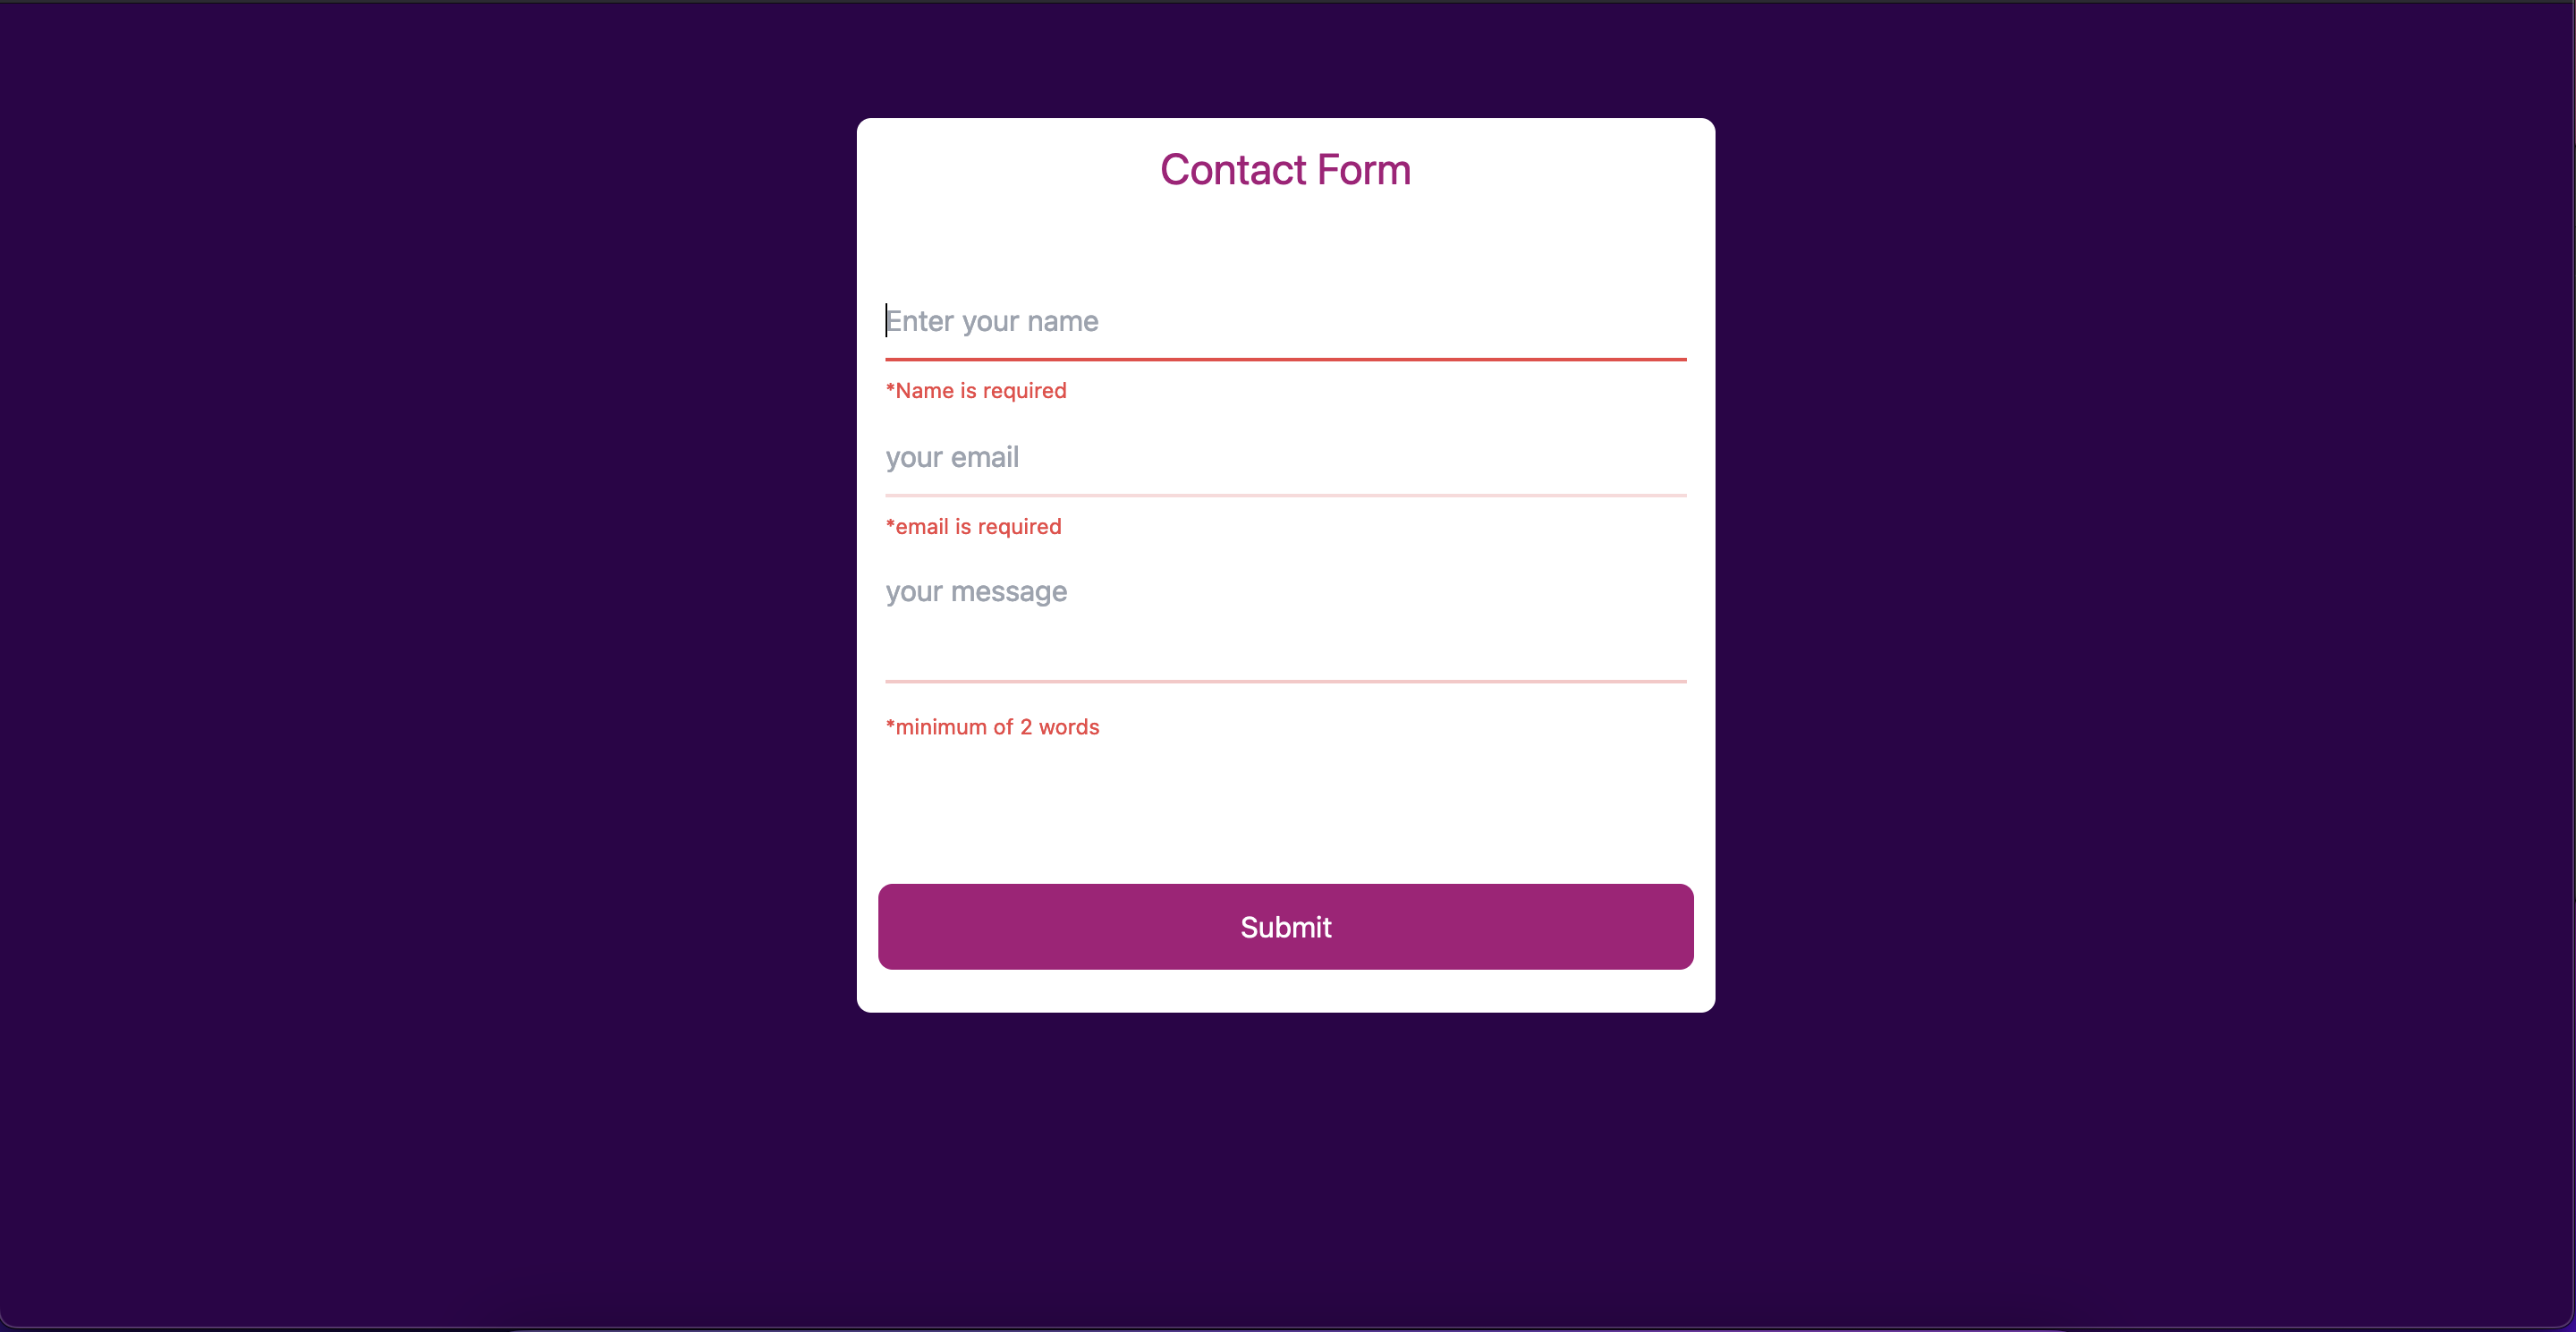 Contact Form
Enter your name
*Name is required
your email
*email is required
your message
*minimum of 2 words
Submit